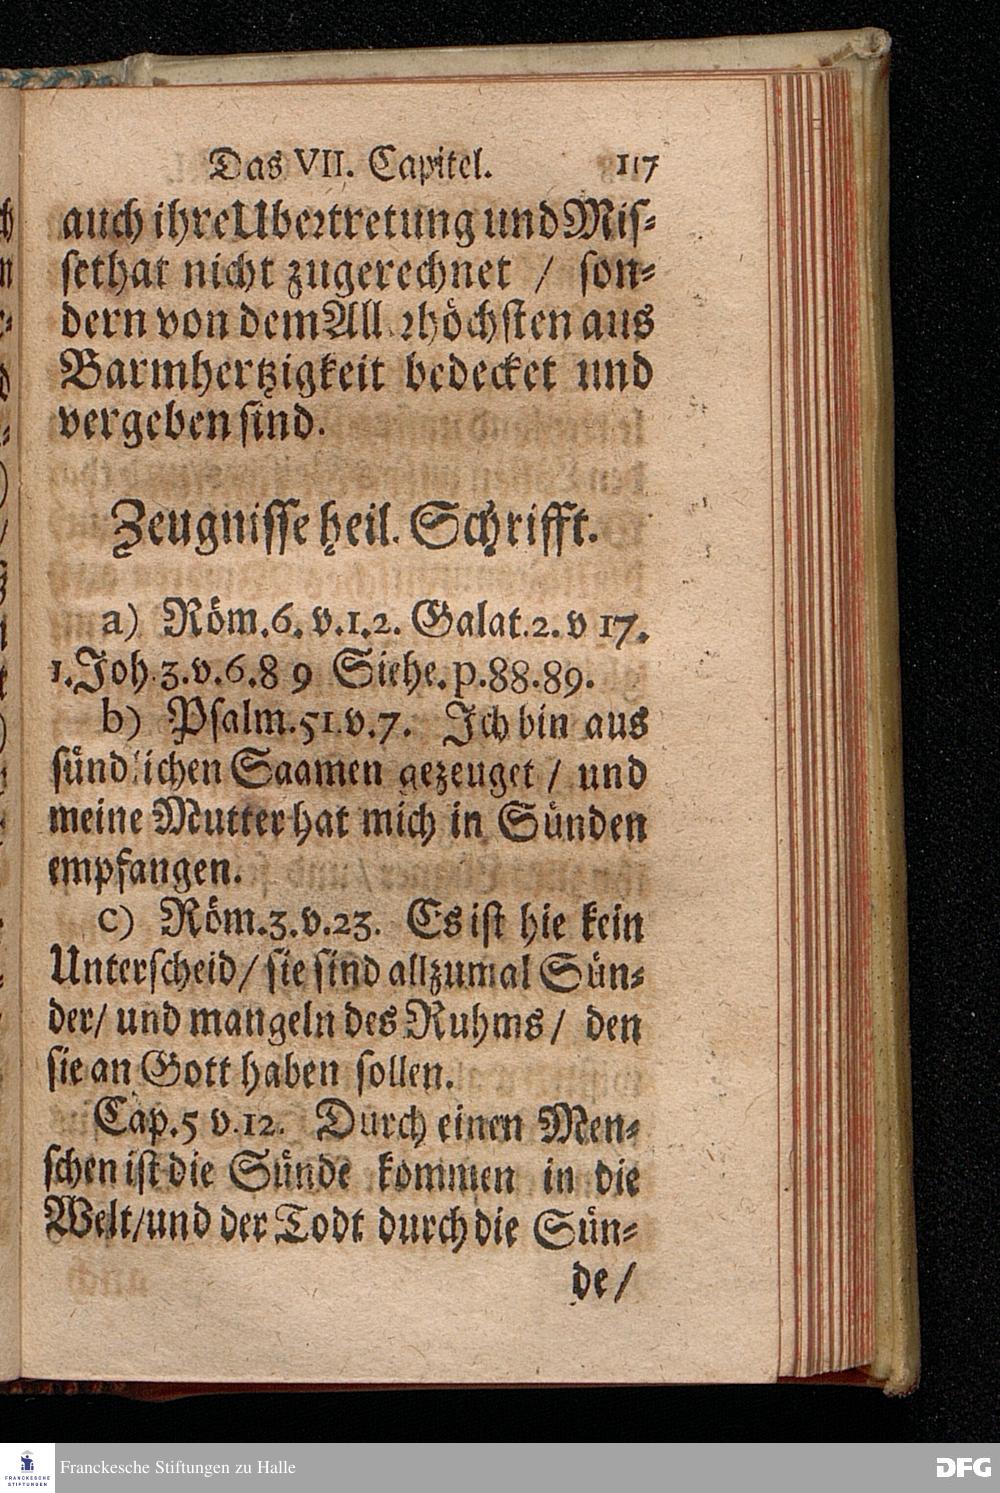 Das VII. Capitel. 117
auch ihre Ubertretung und Mis-
sethat nicht zugerechnet / son-
dern von dem Allerhöchsten aus
Barmhertzigkeit bedecket und
vergeben sind.
Zeugnisse heil. Schrifft.
a) Röm.6. v.1.2. Galat.2. v 17.
1. Joh. 3. v. 6. 8 9 Siehe. p. 88. 89.
b) Psalm. 51. v. 7. Ich bin aus
sündlichen Saamen gezeuget / und
meine Mutter hat mich in Sünden
empfangen.
c) Röm. 3. v. 23. Es ist hie kein
Unterscheid / sie sind allzumal Sün-
der / und mangeln des Ruhms / den
sie an Gott haben sollen.
Cap. 5 v. 12. Durch einen Men-
schen ist die Sünde kommen in die
Welt / und der Todt durch die Sün-
de /
FRANCKESCHE
STIFTUNGEN
Franckesche Stiftungen zu Halle
DFG